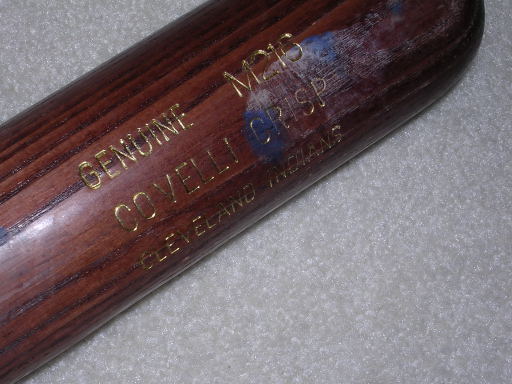 GENUINE M216
COVELLI CRISP
CLEVELAND INDIANS